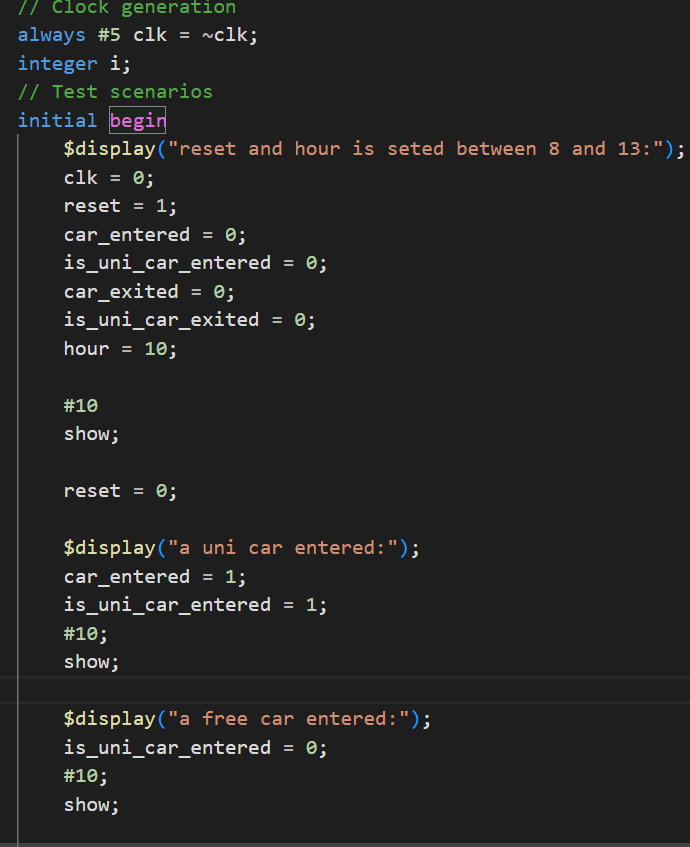 // Clock generation
always #5 clk = ~clk;
integer i;
// Test scenarios
initial begin
$display("reset and hour is seted between 8 and 13:");
clk = 0;
reset = 1;
car_entered = 0;
is_uni_car_entered = 0;
car_exited = 0;
is_uni_car_exited = 0;
hour = 10;
#10
show;
reset = 0;
$display("a uni car entered:");
car_entered = 1;
is_uni_car_entered = 1;
#10;
show;
$display("a free car entered:");
is_uni_car_entered = 0;
#10;
show;